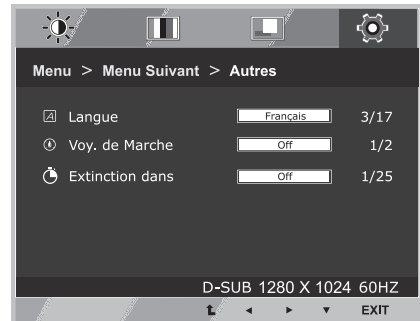 Menu > Menu Suivant > Autres
Langue Français 3/17
Voy. de Marche Off 1/2
Extinction dans Off 1/25
D-SUB 1280 X 1024 60HZ
EXIT